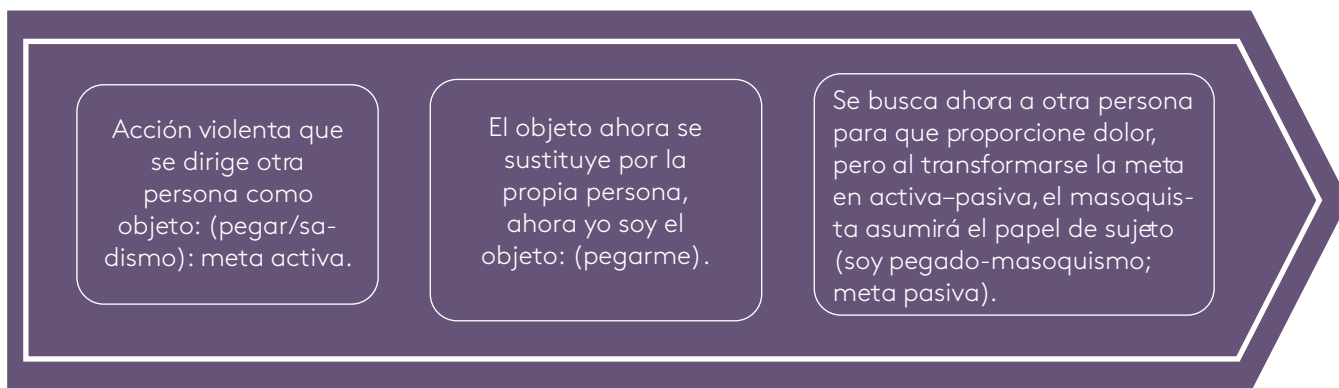 Acción violenta que
se dirige otra
persona como
objeto: (pegar/sa-
dismo): meta activa.
El objeto ahora se
sustituye por la
propia persona,
ahora yo soy el
objeto: (pegarme).
Se busca ahora a otra persona
para que proporcione dolor,
pero al transformarse la meta
en activa–pasiva, el masoquis-
ta asumirá el papel de sujeto
(soy pegado-masoquismo;
meta pasiva).